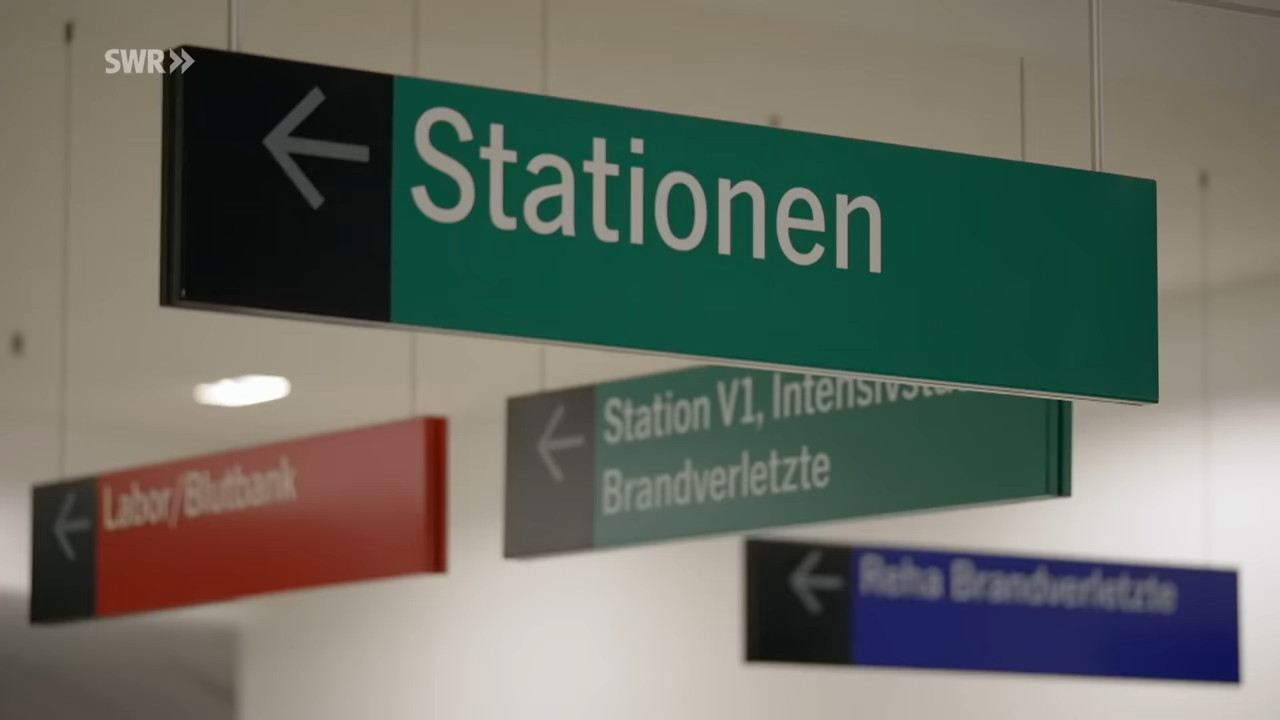 SWR
Stationen
Station V1,
Brandverletzte
Labor/Blutbank
Reha Brandverletzte